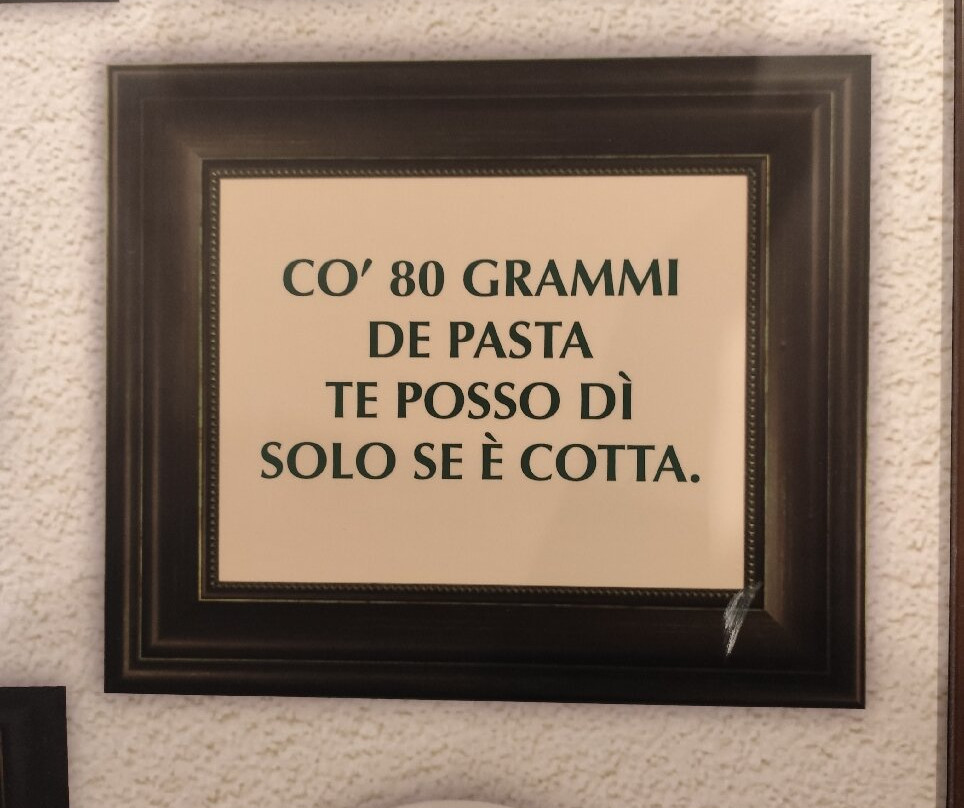 CO' 80 GRAMMI
DE PASTA
TE POSSO DÌ
SOLO SE È COTTA.